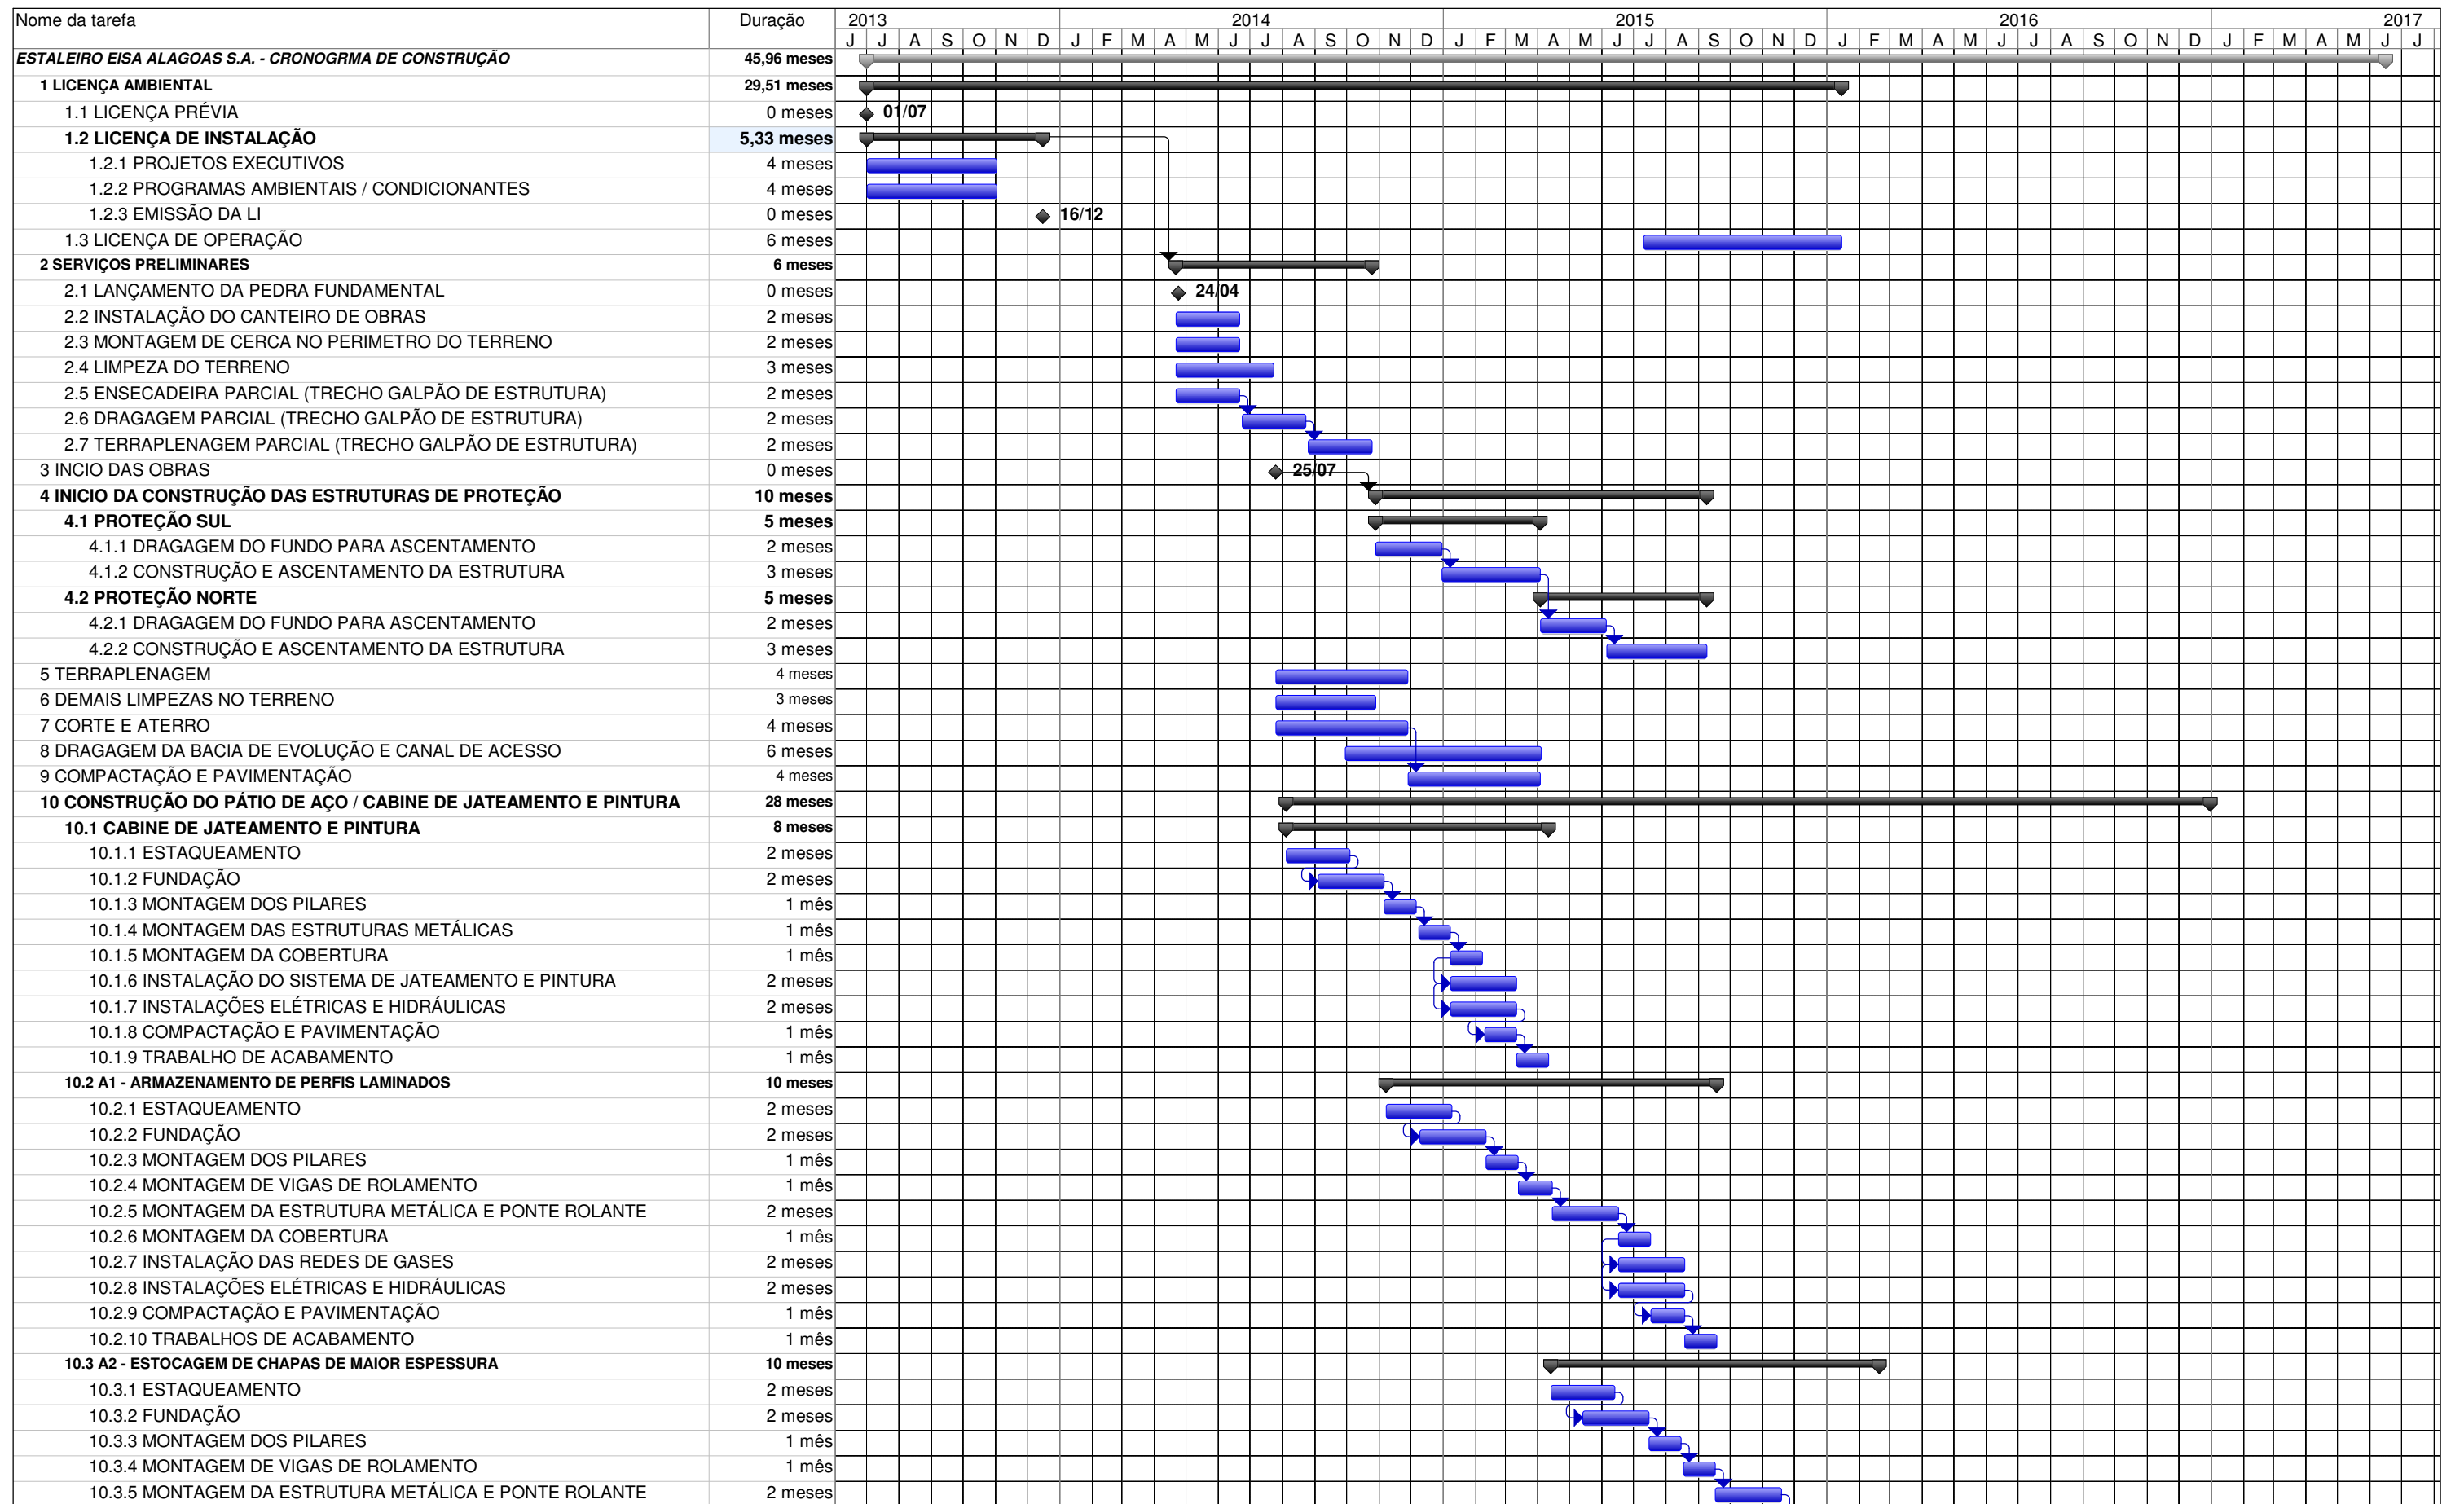 Nome da tarefa Duração 2013 2014 2015 2016 2017
J J A S O N D J F M A M J J A S O N D J F M A M J J A S O N D J F M A M J J A S O N D J F M A M J J
ESTALEIRO EISA ALAGOAS S.A. - CRONOGRMA DE CONSTRUÇÃO 45,96 meses
1 LICENÇA AMBIENTAL 29,51 meses
1.1 LICENÇA PRÉVIA 0 meses 01/07
1.2 LICENÇA DE INSTALAÇÃO 5,33 meses
1.2.1 PROJETOS EXECUTIVOS 4 meses
1.2.2 PROGRAMAS AMBIENTAIS / CONDICIONANTES 4 meses
1.2.3 EMISSÃO DA LI 0 meses 16/12
1.3 LICENÇA DE OPERAÇÃO 6 meses
2 SERVIÇOS PRELIMINARES 6 meses
2.1 LANÇAMENTO DA PEDRA FUNDAMENTAL 0 meses 24/04
2.2 INSTALAÇÃO DO CANTEIRO DE OBRAS 2 meses
2.3 MONTAGEM DE CERCA NO PERIMETRO DO TERRENO 2 meses
2.4 LIMPEZA DO TERRENO 3 meses
2.5 ENSECADEIRA PARCIAL (TRECHO GALPÃO DE ESTRUTURA) 2 meses
2.6 DRAGAGEM PARCIAL (TRECHO GALPÃO DE ESTRUTURA) 2 meses
2.7 TERRAPLENAGEM PARCIAL (TRECHO GALPÃO DE ESTRUTURA) 2 meses
3 INCIO DAS OBRAS 0 meses 25/07
4 INICIO DA CONSTRUÇÃO DAS ESTRUTURAS DE PROTEÇÃO 10 meses
4.1 PROTEÇÃO SUL 5 meses
4.1.1 DRAGAGEM DO FUNDO PARA ASCENTAMENTO 2 meses
4.1.2 CONSTRUÇÃO E ASCENTAMENTO DA ESTRUTURA 3 meses
4.2 PROTEÇÃO NORTE 5 meses
4.2.1 DRAGAGEM DO FUNDO PARA ASCENTAMENTO 2 meses
4.2.2 CONSTRUÇÃO E ASCENTAMENTO DA ESTRUTURA 3 meses
5 TERRAPLENAGEM 4 meses
6 DEMAIS LIMPEZAS NO TERRENO 3 meses
7 CORTE E ATERRO 4 meses
8 DRAGAGEM DA BACIA DE EVOLUÇÃO E CANAL DE ACESSO 6 meses
9 COMPACTAÇÃO E PAVIMENTAÇÃO 4 meses
10 CONSTRUÇÃO DO PÁTIO DE AÇO / CABINE DE JATEAMENTO E PINTURA 28 meses
10.1 CABINE DE JATEAMENTO E PINTURA 8 meses
10.1.1 ESTAQUEAMENTO 2 meses
10.1.2 FUNDAÇÃO 2 meses
10.1.3 MONTAGEM DOS PILARES 1 mês
10.1.4 MONTAGEM DAS ESTRUTURAS METÁLICAS 1 mês
10.1.5 MONTAGEM DA COBERTURA 1 mês
10.1.6 INSTALAÇÃO DO SISTEMA DE JATEAMENTO E PINTURA 2 meses
10.1.7 INSTALAÇÕES ELÉTRICAS E HIDRÁULICAS 2 meses
10.1.8 COMPACTAÇÃO E PAVIMENTAÇÃO 1 mês
10.1.9 TRABALHO DE ACABAMENTO 1 mês
10.2 A1 - ARMAZENAMENTO DE PERFIS LAMINADOS 10 meses
10.2.1 ESTAQUEAMENTO 2 meses
10.2.2 FUNDAÇÃO 2 meses
10.2.3 MONTAGEM DOS PILARES 1 mês
10.2.4 MONTAGEM DE VIGAS DE ROLAMENTO 1 mês
10.2.5 MONTAGEM DA ESTRUTURA METÁLICA E PONTE ROLANTE 2 meses
10.2.6 MONTAGEM DA COBERTURA 1 mês
10.2.7 INSTALAÇÃO DAS REDES DE GASES 2 meses
10.2.8 INSTALAÇÕES ELÉTRICAS E HIDRÁULICAS 2 meses
10.2.9 COMPACTAÇÃO E PAVIMENTAÇÃO 1 mês
10.2.10 TRABALHOS DE ACABAMENTO 1 mês
10.3 A2 - ESTOCAGEM DE CHAPAS DE MAIOR ESPESSURA 10 meses
10.3.1 ESTAQUEAMENTO 2 meses
10.3.2 FUNDAÇÃO 2 meses
10.3.3 MONTAGEM DOS PILARES 1 mês
10.3.4 MONTAGEM DE VIGAS DE ROLAMENTO 1 mês
10.3.5 MONTAGEM DA ESTRUTURA METÁLICA E PONTE ROLANTE 2 meses